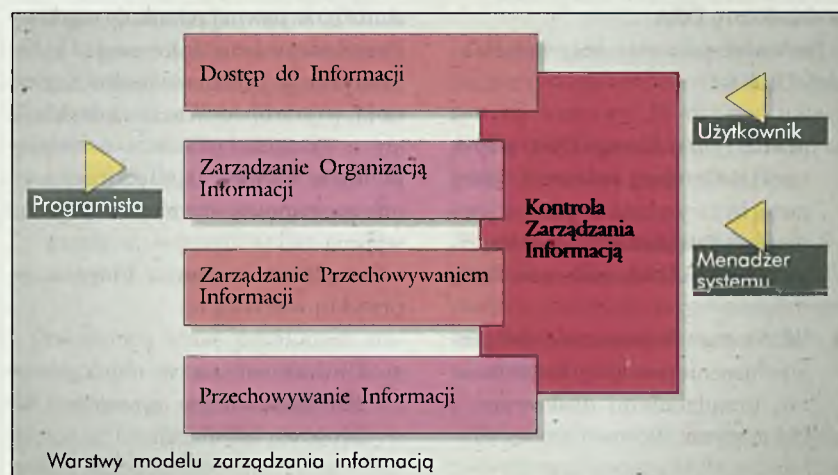 Dostęp do Informacji
Zarządzanie Organizacją
Informacji
Zarządzanie Przechowywaniem
Informacji
Przechowywanie Informacji
Kontrola
Zarządzania
Informacją
Programista
Użytkownik
Menadżer
systemu
Warstwy modelu zarządzania informacją